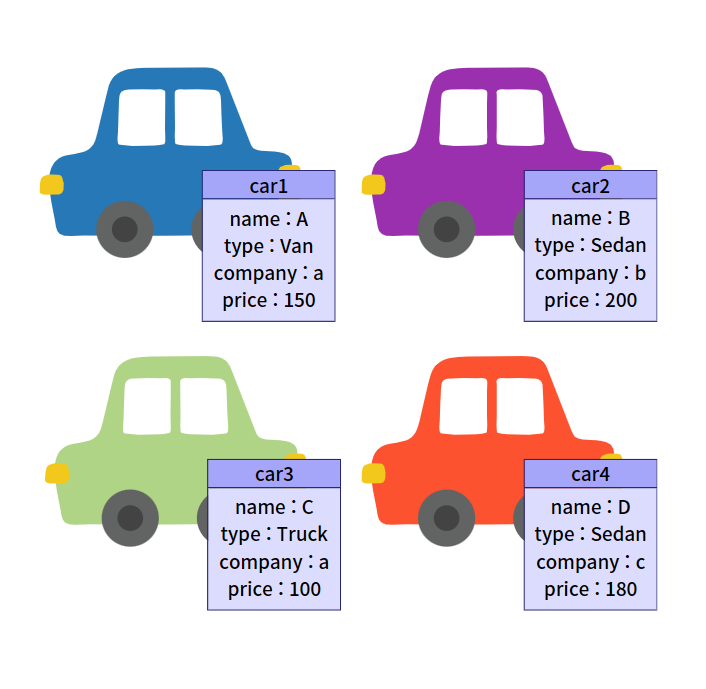 car1
name：A
type：Van
company：a
price：150
car2
name：B
type：Sedan
company：b
price：200
car3
name：C
type：Truck
company：a
price：100
car4
name：D
type：Sedan
company：c
price：180